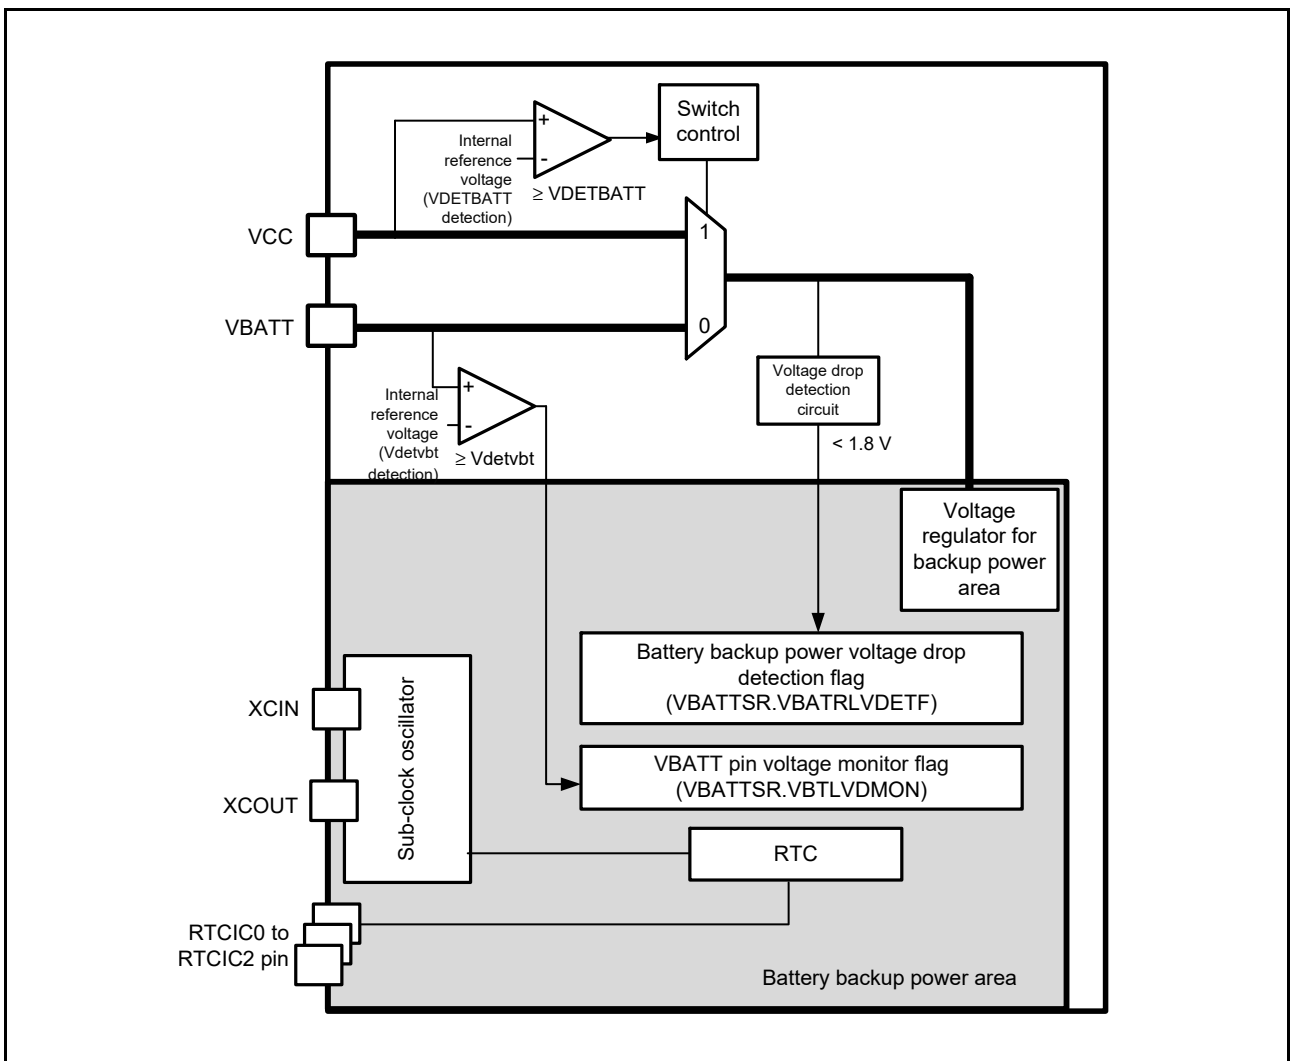 Switch
control
+
-
Internal
reference
voltage
(VDETBATT
detection)
≥ VDETBATT
VCC
1
VBATT
0
Voltage drop
detection
circuit
< 1.8 V
+
-
Internal
reference
voltage
(Vdetvbt
detection)
≥ Vdetvbt
Voltage
regulator for
backup power
area
Battery backup power voltage drop
detection flag
(VBATTSR.VBATRLVDETF)
VBATT pin voltage monitor flag
(VBATTSR.VBTLVDMON)
XCIN
XCOUT
Sub-clock oscillator
RTC
RTCIC0 to
RTCIC2 pin
Battery backup power area